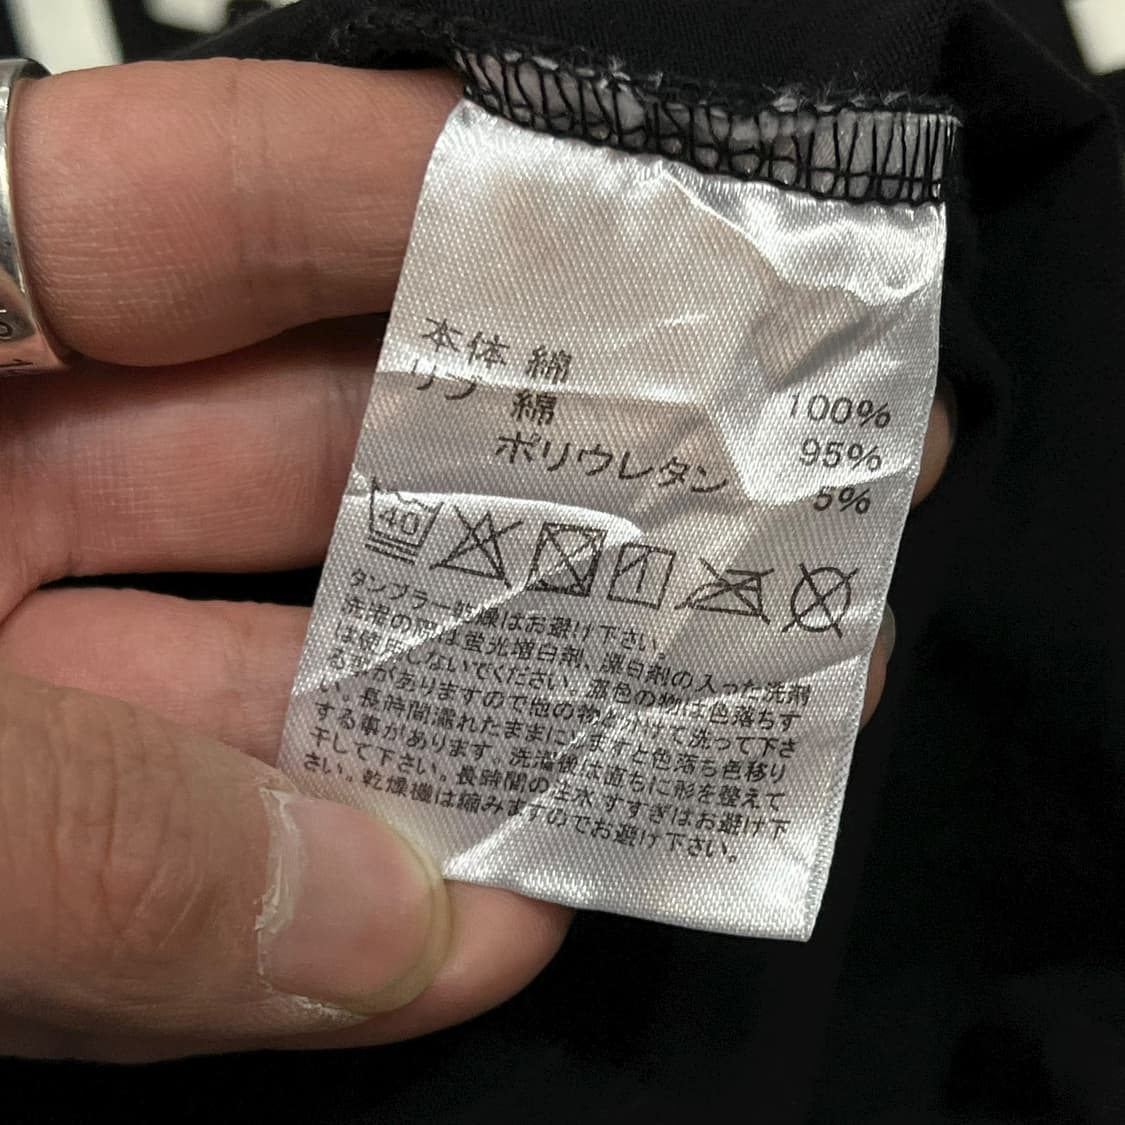 本体 綿 100%
リブ 綿 95%
ポリウレタン 5%
40
タンブラー乾燥はお避け下さい。
洗濯の際は蛍光増白剤、漂白剤の入った洗剤
は使用しないでください。濃色の物は色落ちす
る事がありますので他の物と分けて洗って下さ
い。長時間濡れたままにしますと色落ち色移り
する事があります。洗濯後は直ちに形を整えて
干して下さい。長時間の注水すすぎはお避け下
さい。乾燥機は縮みますのでお避け下さい。